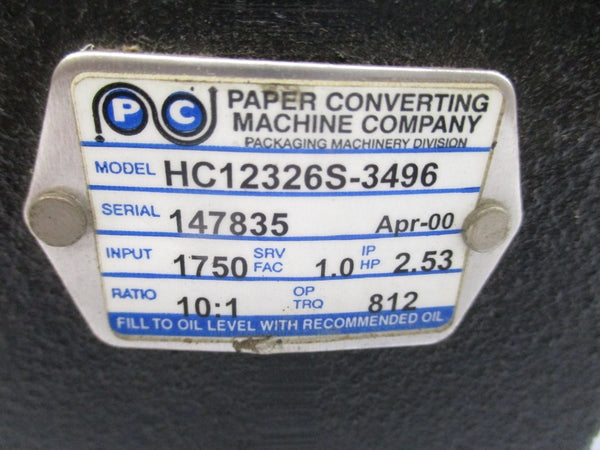 PC PAPER CONVERTING
MACHINE COMPANY
PACKAGING MACHINERY DIVISION
MODEL HC12326S-3496
SERIAL 147835 Apr-00
INPUT 1750 SRV FAC 1.0 IP HP 2.53
RATIO 10:1 OP TRQ 812
FILL TO OIL LEVEL WITH RECOMMENDED OIL